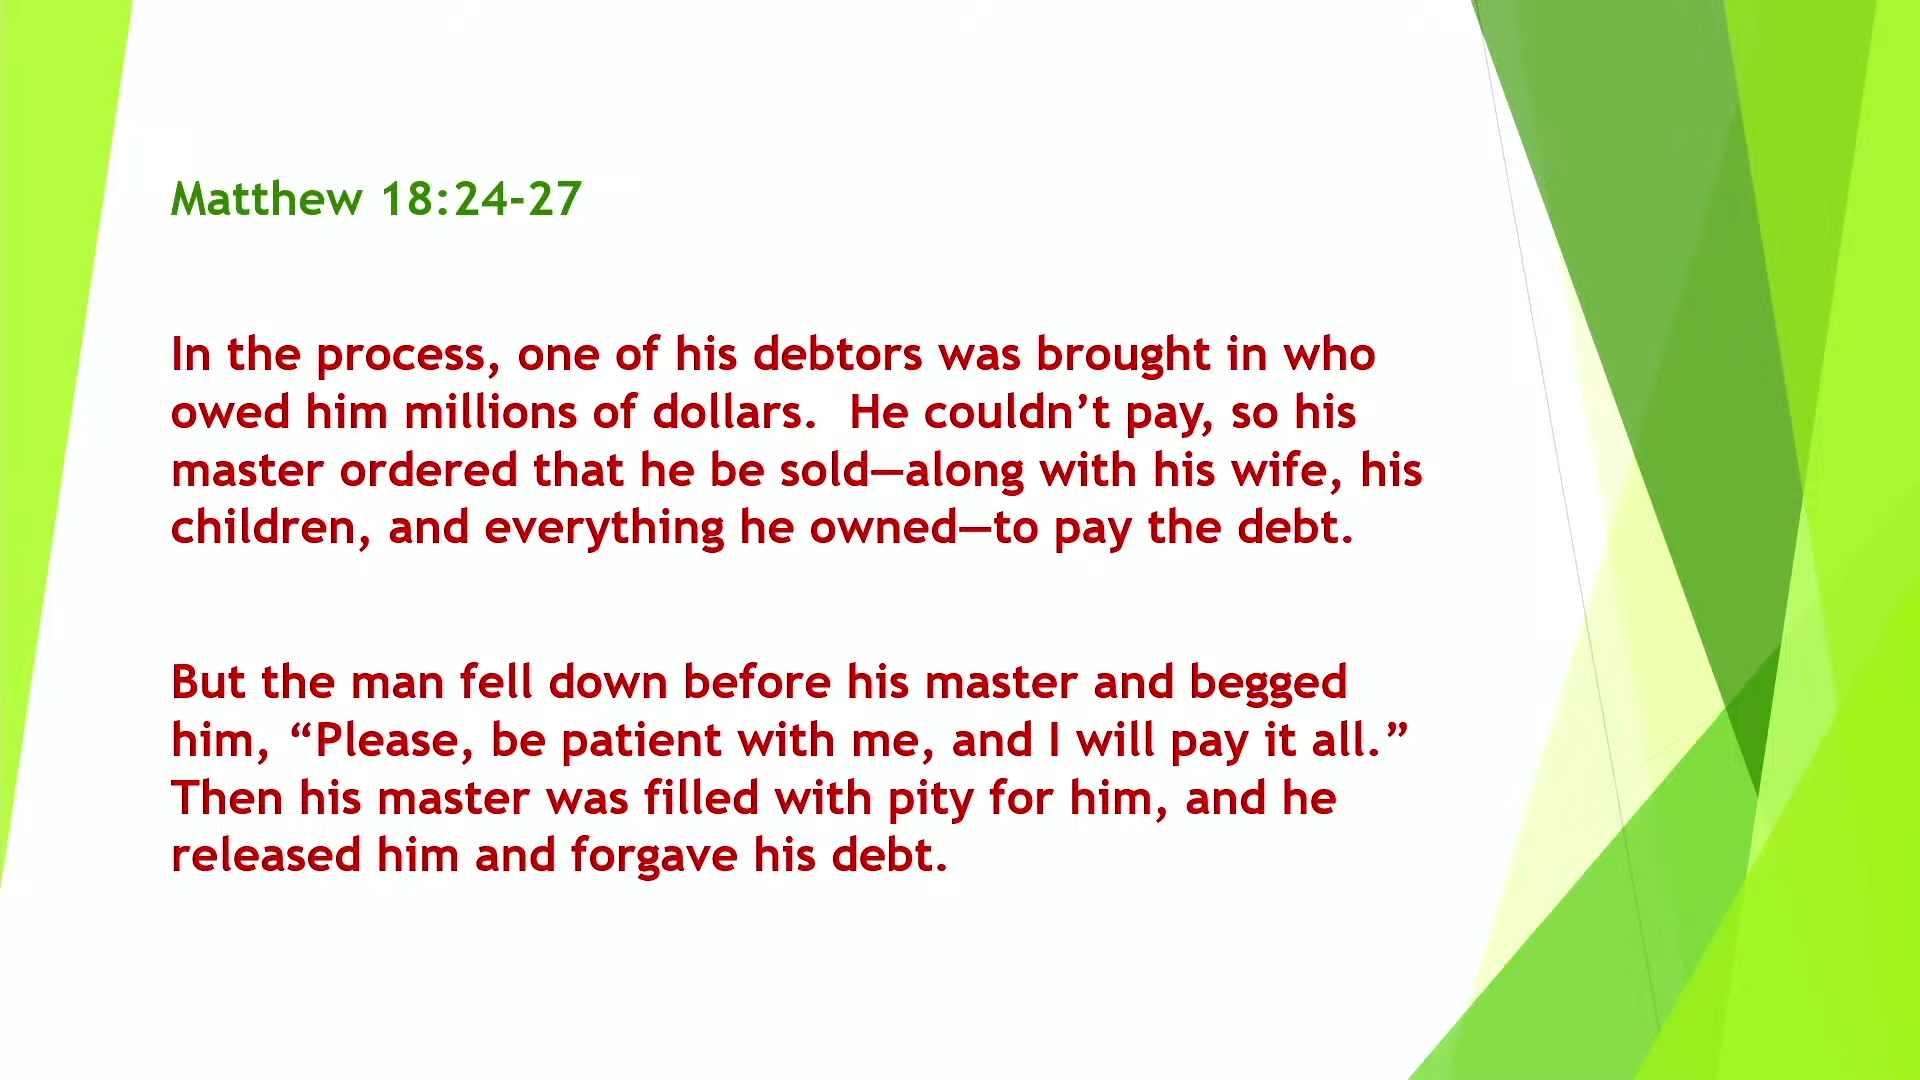 Matthew 18:24-27
In the process, one of his debtors was brought in who
owed him millions of dollars.  He couldn’t pay, so his
master ordered that he be sold—along with his wife, his
children, and everything he owned—to pay the debt.
But the man fell down before his master and begged
him, “Please, be patient with me, and I will pay it all.”
Then his master was filled with pity for him, and he
released him and forgave his debt.